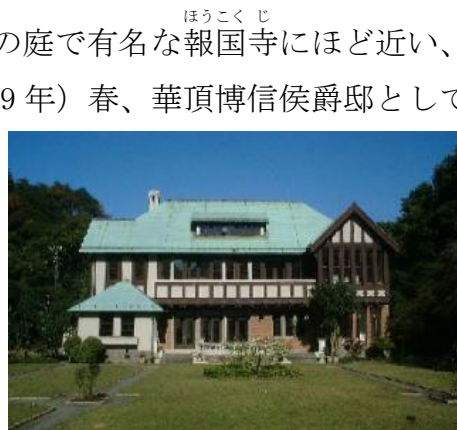 ほうこく じ
の庭で有名な報国寺にほど近い、
9 年）春、華頂博信侯爵邸として